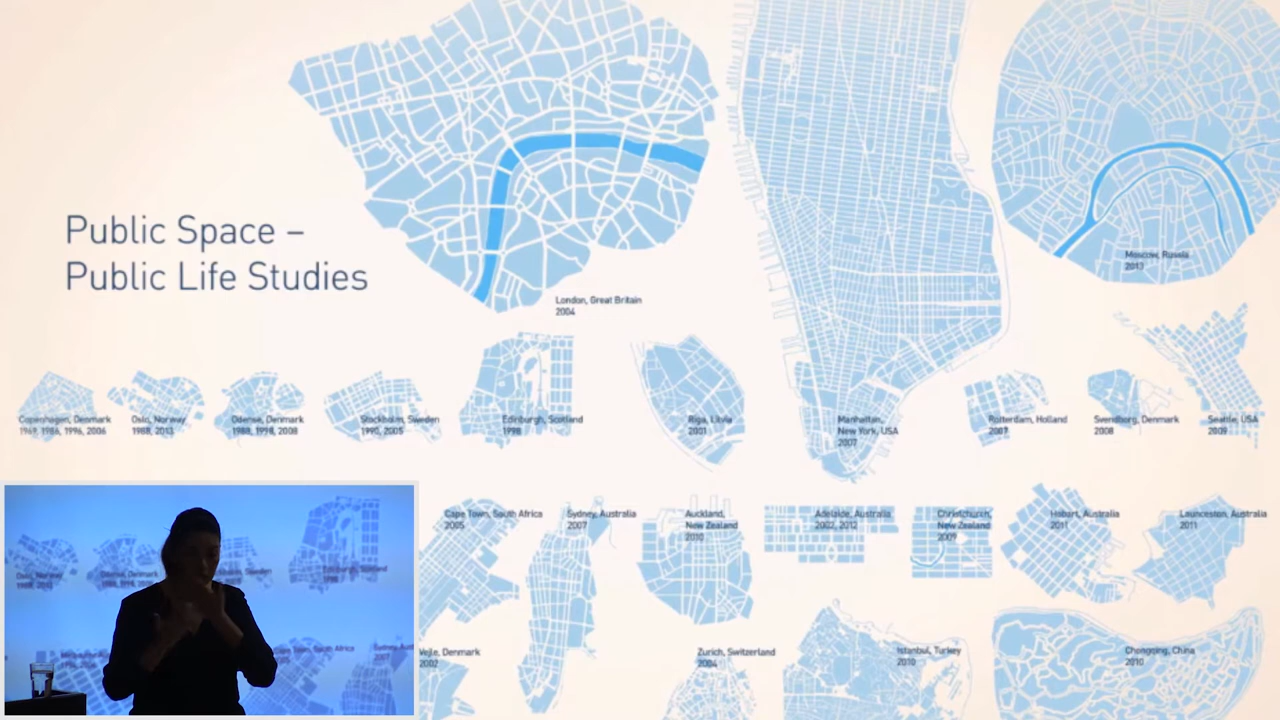 Public Space –
Public Life Studies
London, Great Britain
2004
Moscow, Russia
2013
Copenhagen, Denmark
1968, 1986, 1996, 2006
Oslo, Norway
1988, 2013
Odense, Denmark
1988, 1998, 2008
Stockholm, Sweden
1990, 2005
Edinburgh, Scotland
1998
Riga, Latvia
2001
Manhattan,
New York, USA
2007
Rotterdam, Holland
2007
Svendborg, Denmark
2008
Seattle, USA
2009
Cape Town, South Africa
2005
Sydney, Australia
2007
Auckland,
New Zealand
2010
Adelaide, Australia
2002, 2012
Christchurch,
New Zealand
2009
Hobart, Australia
2011
Launceston, Australia
2011
Vejle, Denmark
2002
Zurich, Switzerland
2004
Istanbul, Turkey
2010
Chongqing, China
2010